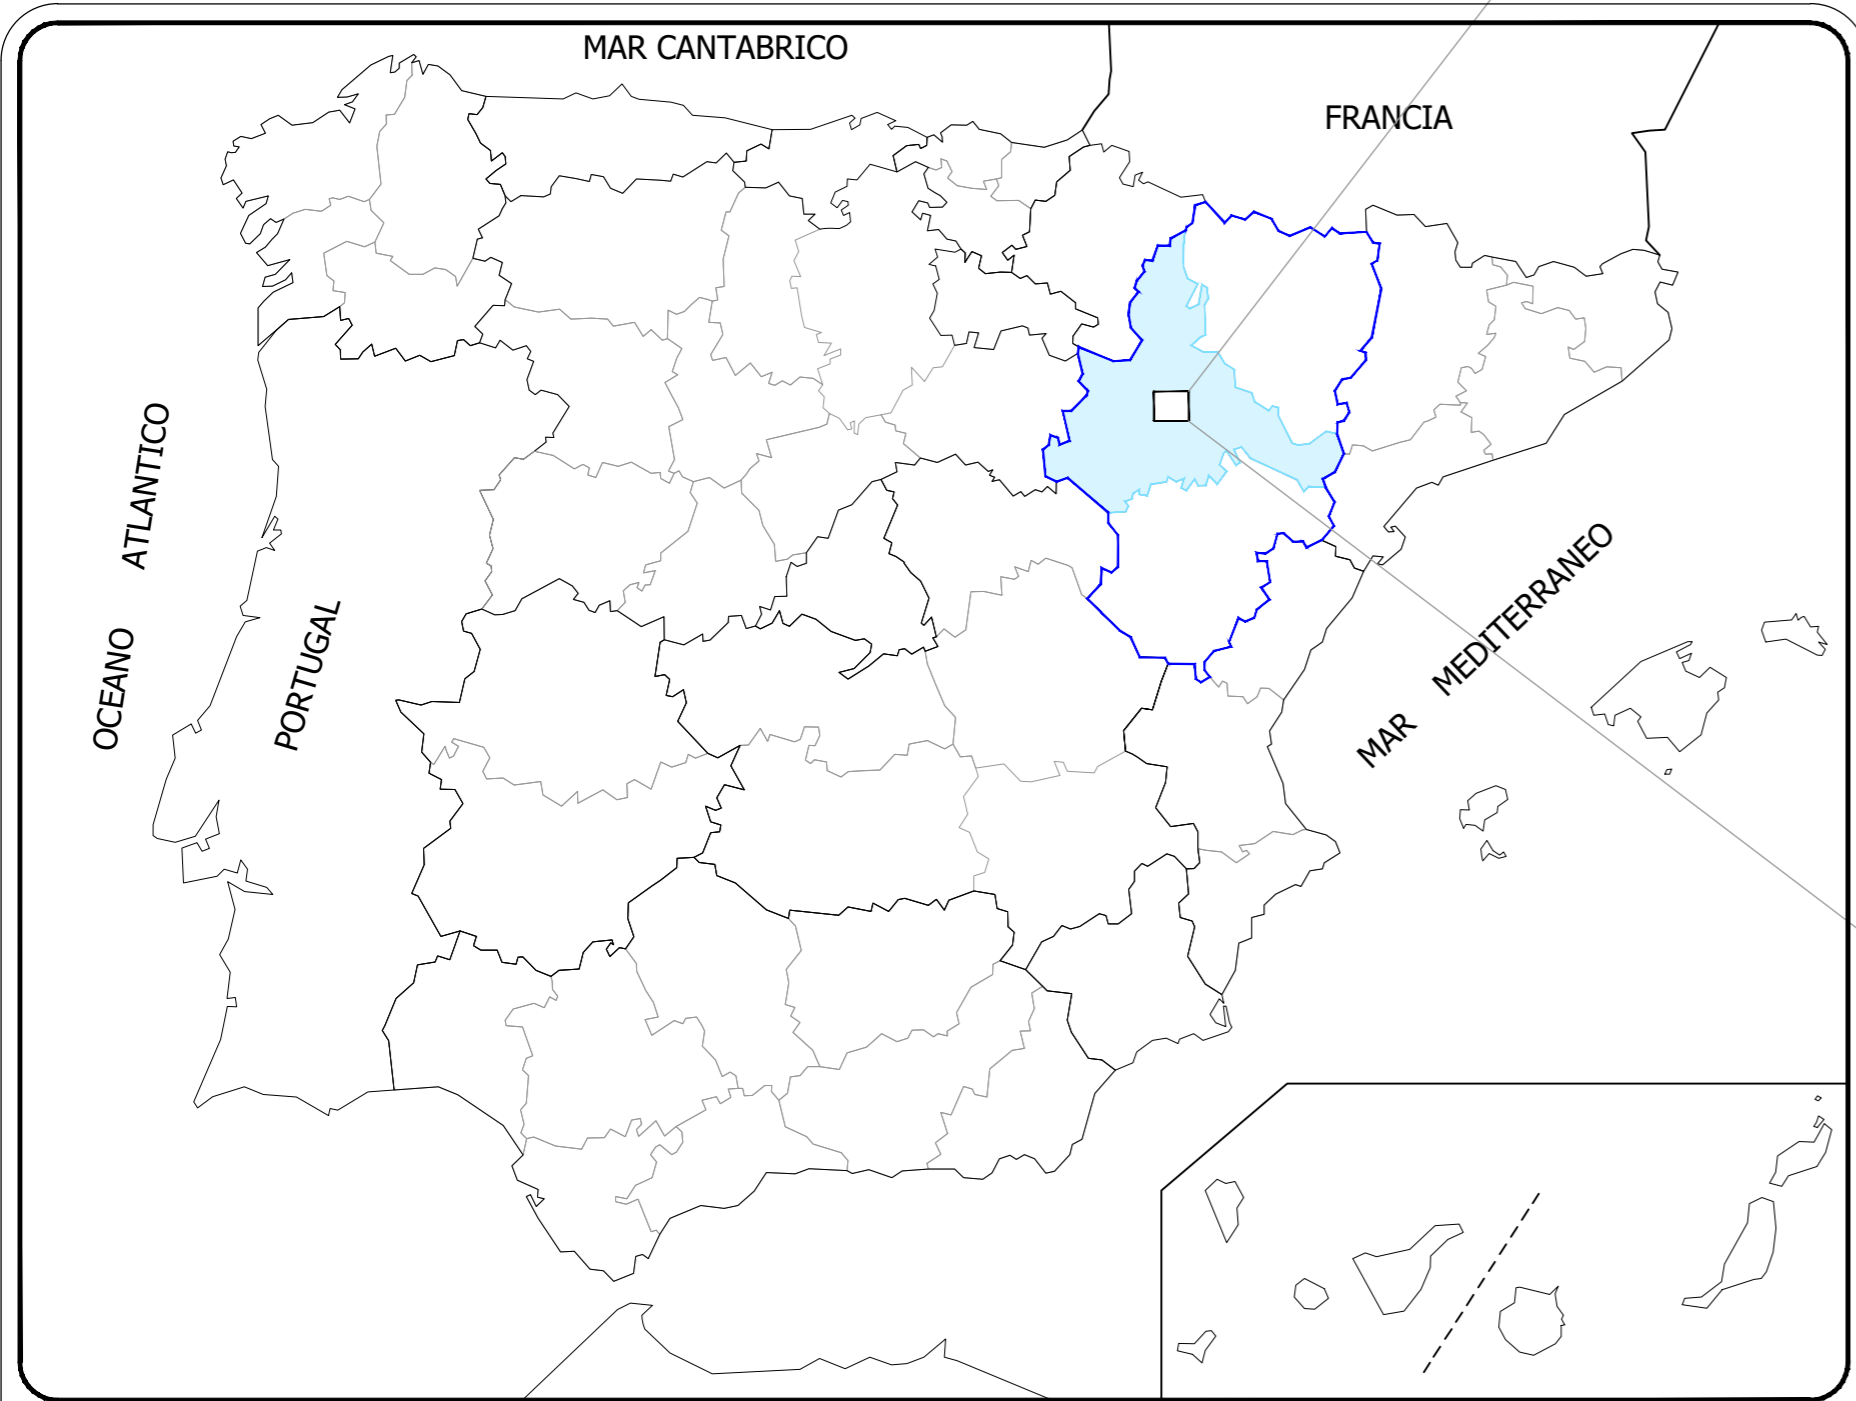 MAR CANTABRICO
FRANCIA
OCEANO ATLANTICO
PORTUGAL
MAR MEDITERRANEO